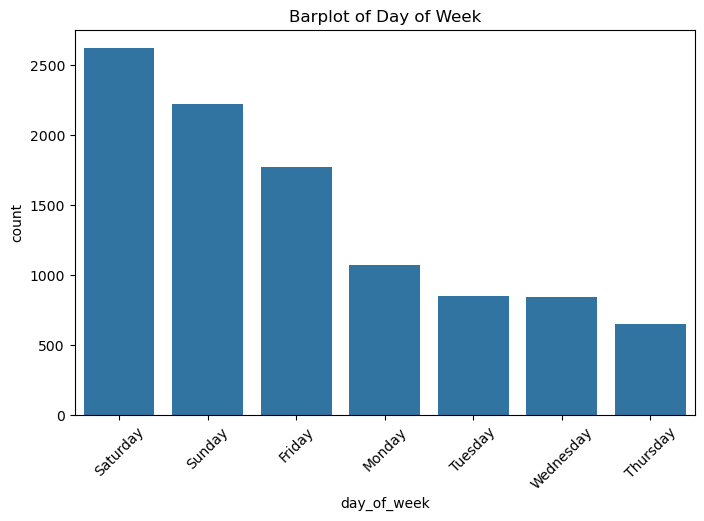 Barplot of Day of Week
2500
2000
1500
1000
500
0
count
Saturday
Sunday
Friday
Monday
Tuesday
Wednesday
Thursday
day_of_week